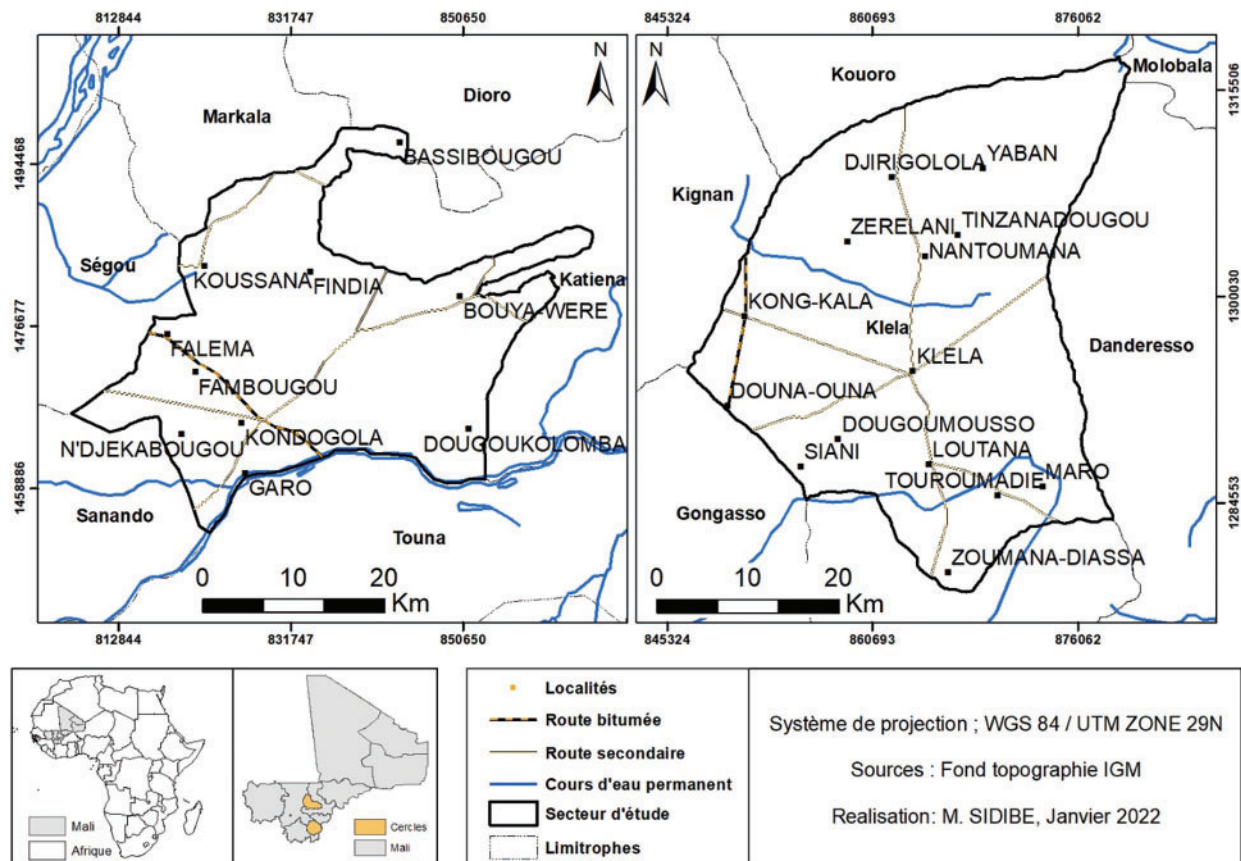 812844 831747 850650
845324 860693 876062
N
Dioro
Markala
BASSIBOUGOU
1494468
Ségou
KOUSSANA
FINDIA
Katiena
BOUYA-WERE
1476677
FALEMA
FAMBOUGOU
N'DJEKABOUGOU
KONDOGOLA
DOUGOUKOLOMBA
GARO
1458886
Sanando
Touna
0 10 20
Km
812844 831747 850650
N
Kouoro
Molobala
1315506
DJIRIGOLOLA
YABAN
Kignan
ZERELANI
TINZANADOUGOU
NANTOUMANA
1300030
KONG-KALA
Klela
Danderesso
KLELA
DOUNA-OUNA
DOUGOUMOUSSO
SIANI
LOUTANA
TOUROUMADIE
MARO
1284553
Gongasso
ZOUMANA-DIASSA
0 10 20
Km
845324 860693 876062
Mali
Afrique
Cercles
Mali
Localités
Route bitumée
Route secondaire
Cours d'eau permanent
Secteur d'étude
Limitrophes
Système de projection ; WGS 84 / UTM ZONE 29N
Sources : Fond topographie IGM
Realisation: M. SIDIBE, Janvier 2022